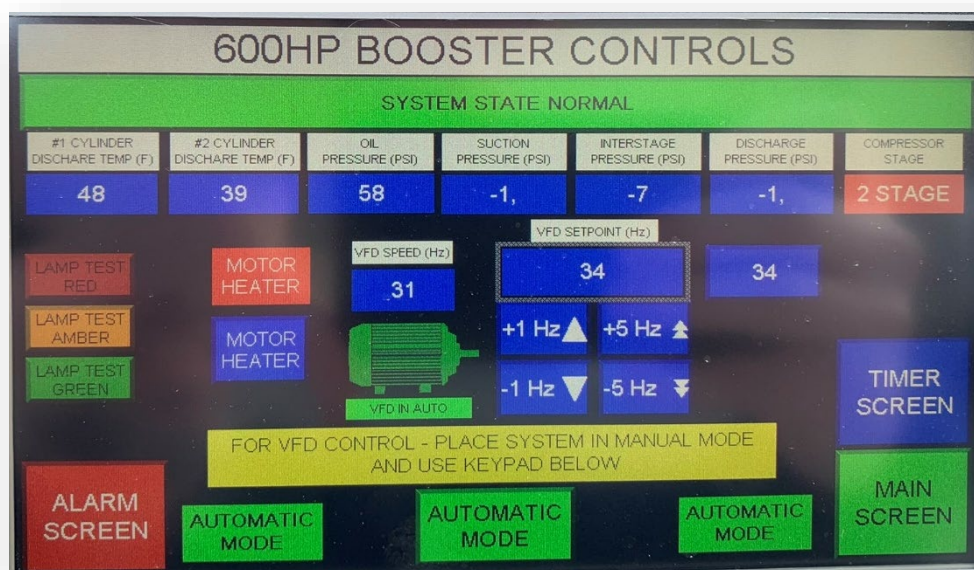 600HP BOOSTER CONTROLS
SYSTEM STATE NORMAL
#1 CYLINDER
DISCHARE TEMP (F)
#2 CYLINDER
DISCHARE TEMP (F)
OIL
PRESSURE (PSI)
SUCTION
PRESSURE (PSI)
INTERSTAGE
PRESSURE (PSI)
DISCHARGE
PRESSURE (PSI)
COMPRESSOR
STAGE
48
39
58
-1,
-7
-1,
2 STAGE
LAMP TEST
RED
LAMP TEST
AMBER
LAMP TEST
GREEN
MOTOR
HEATER
MOTOR
HEATER
VFD SPEED (Hz)
31
VFD IN AUTO
VFD SETPOINT (Hz)
34
34
+1 Hz
+5 Hz
-1 Hz
-5 Hz
TIMER
SCREEN
FOR VFD CONTROL - PLACE SYSTEM IN MANUAL MODE
AND USE KEYPAD BELOW
ALARM
SCREEN
AUTOMATIC
MODE
AUTOMATIC
MODE
AUTOMATIC
MODE
MAIN
SCREEN